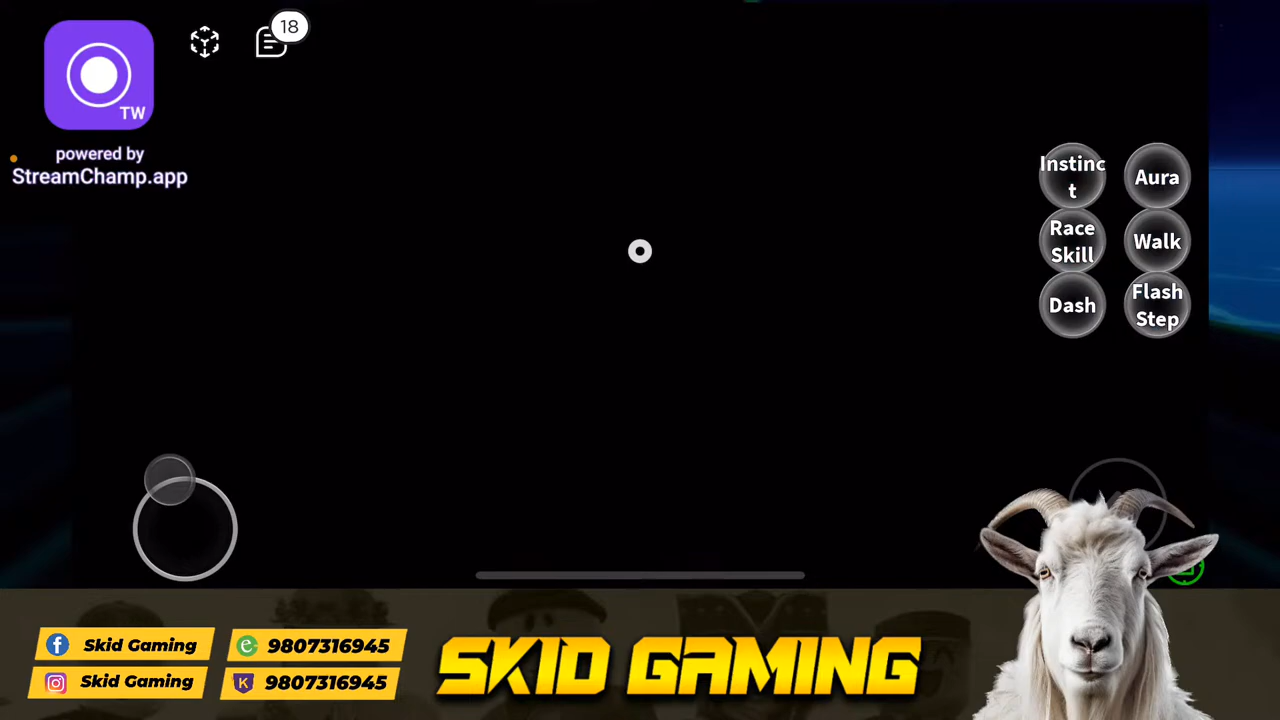 18
TW
powered by
StreamChamp.app
Instinc
t
Aura
Race
Skill
Walk
Dash
Flash
Step
f Skid Gaming
e 9807316945
Skid Gaming
K 9807316945
SKID GAMING